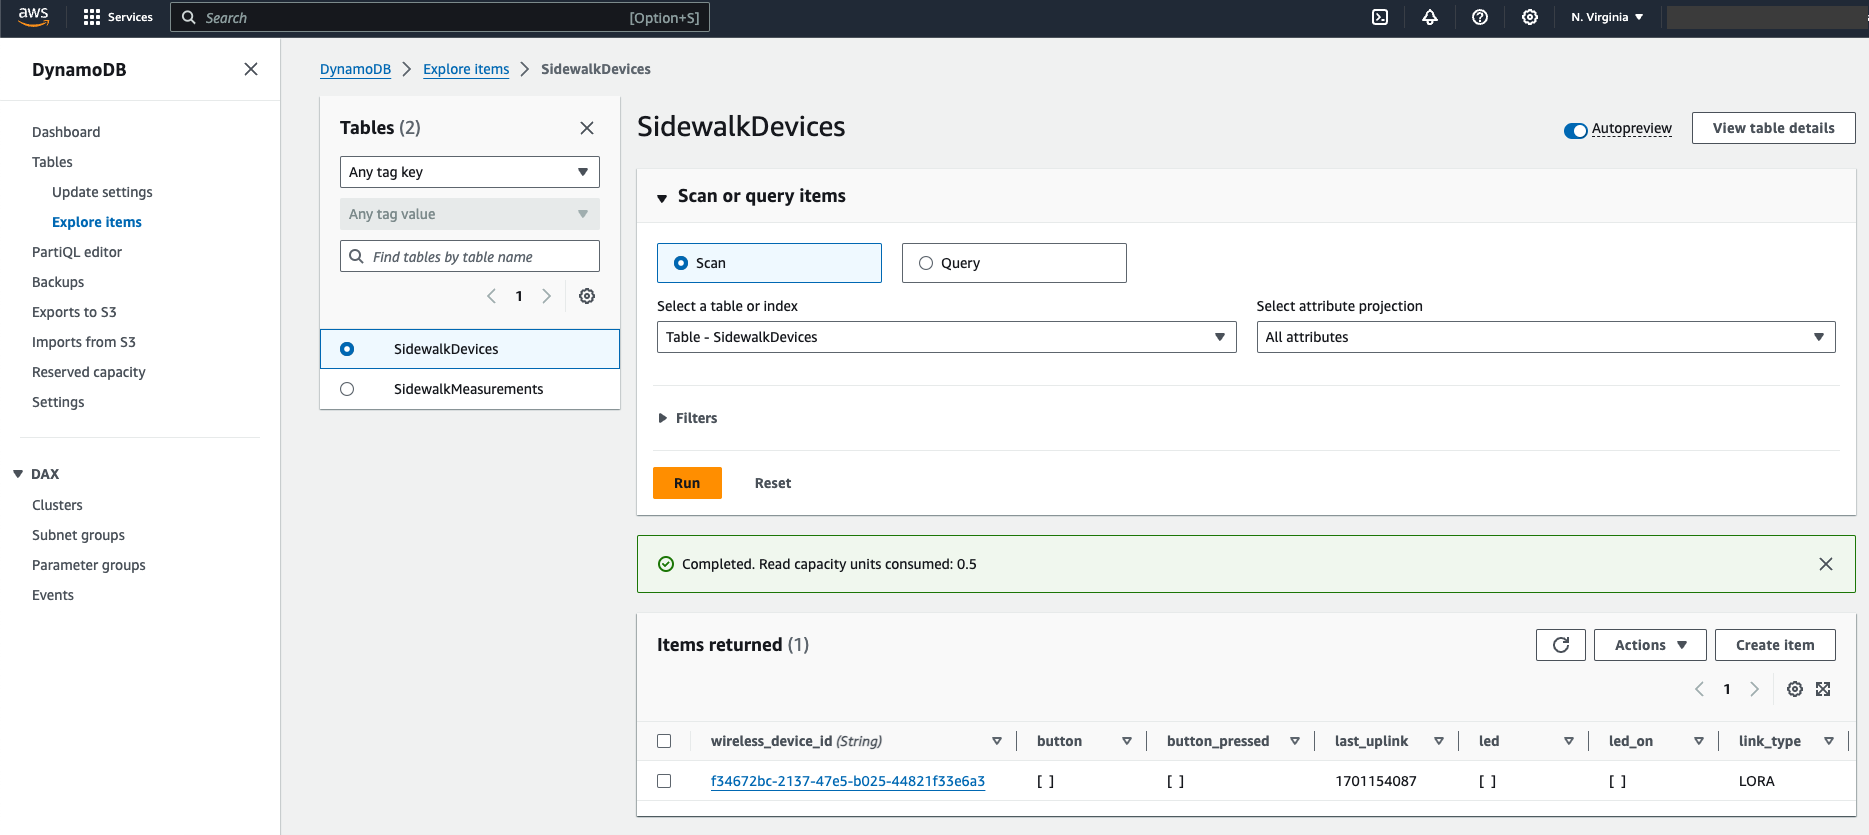 aws
Services
Search
[Option+S]
N. Virginia
DynamoDB
Dashboard
Tables
Update settings
Explore items
PartiQL editor
Backups
Exports to S3
Imports from S3
Reserved capacity
Settings
DAX
Clusters
Subnet groups
Parameter groups
Events
DynamoDB > Explore items > SidewalkDevices
Tables (2)
Any tag key
Any tag value
Find tables by table name
1
SidewalkDevices
SidewalkMeasurements
SidewalkDevices
Autopreview
View table details
Scan or query items
Scan
Query
Select a table or index
Table - SidewalkDevices
Select attribute projection
All attributes
Filters
Run
Reset
Completed. Read capacity units consumed: 0.5
Items returned (1)
Actions
Create item
1
wireless_device_id (String) button button_pressed last_uplink led led_on link_type
f34672bc-2137-47e5-b025-44821f33e6a3 [ ] [ ] 1701154087 [ ] [ ] LORA